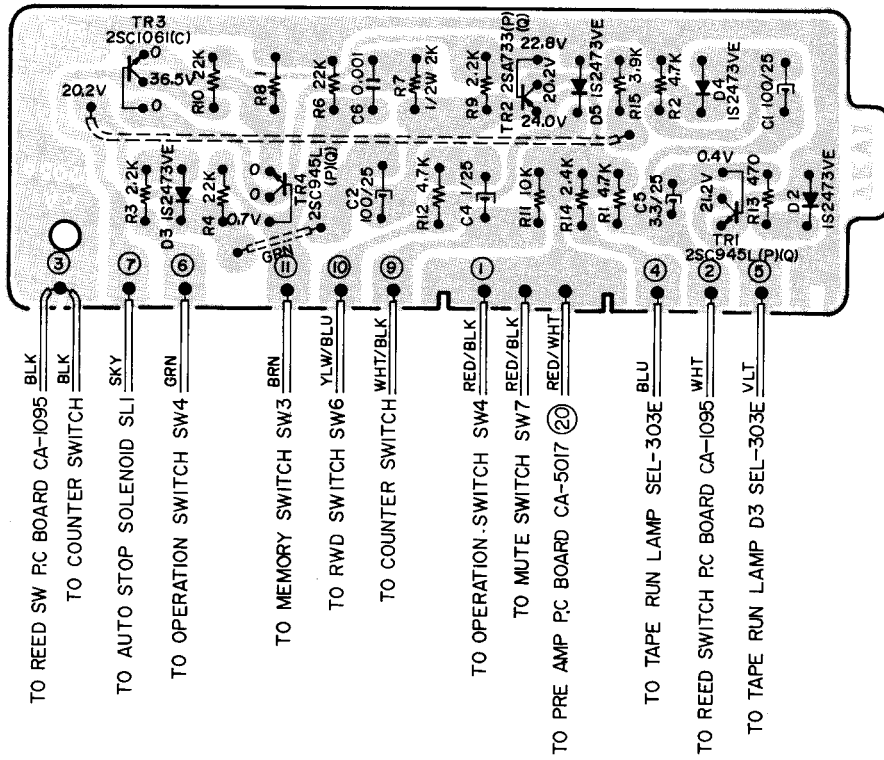 TR3
2SC1061(C)
0
36.5V
0
20.2V
R10 22K
R8 1
R6 22K
C6 0.001
R7
1/2W 2K
R9 2.2K
TR2 2SA733(P)
(Q)
22.8V
20.2V
24.0V
D5 1S2473VE
R15 3.9K
R2 4.7K
D4
1S2473VE
C1 100/25
R3 2.2K
D3 1S2473VE
R4 22K
0
0
0.7V
TR4
2SC945L
(P)(Q)
GRN
C2
100/25
R12 4.7K
C4 1/25
R11 10K
R14 2.4K
R1 4.7K
C5
3.3/25
0.4V
21.2V
TR1
2SC945L(P)(Q)
R13 470
D2
1S2473VE
AKAI
3
7
6
11
10
9
1
4
2
5
BLK
TO REED SW P.C BOARD CA-1095
BLK
TO COUNTER SWITCH
SKY
TO AUTO STOP SOLENOID SL1
GRN
TO OPERATION SWITCH SW4
BRN
TO MEMORY SWITCH SW3
YLW/BLU
TO RWD SWITCH SW6
WHT/BLK
TO COUNTER SWITCH
RED/BLK
TO OPERATION SWITCH SW4
RED/BLK
TO MUTE SWITCH SW7
RED/WHT
TO PRE AMP P.C BOARD CA-5017 20
BLU
TO TAPE RUN LAMP SEL-303E
WHT
TO REED SWITCH P.C BOARD CA-1095
VLT
TO TAPE RUN LAMP D3 SEL-303E